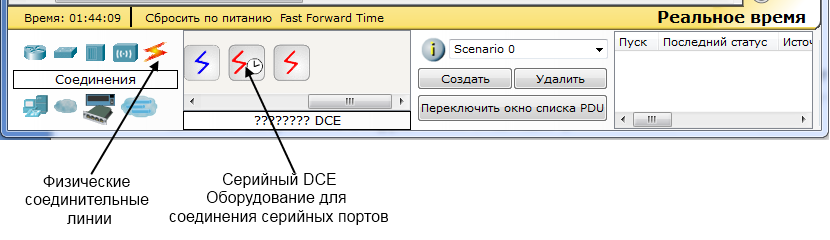 Время: 01:44:09 Сбросить по питанию Fast Forward Time Реальное время
Соединения
???????? DCE
Scenario 0
Создать Удалить
Переключить окно списка PDU
Пуск Последний статус Источ
Физические
соединительные
линии
Серийный DCE
Оборудование для
соединения серийных портов